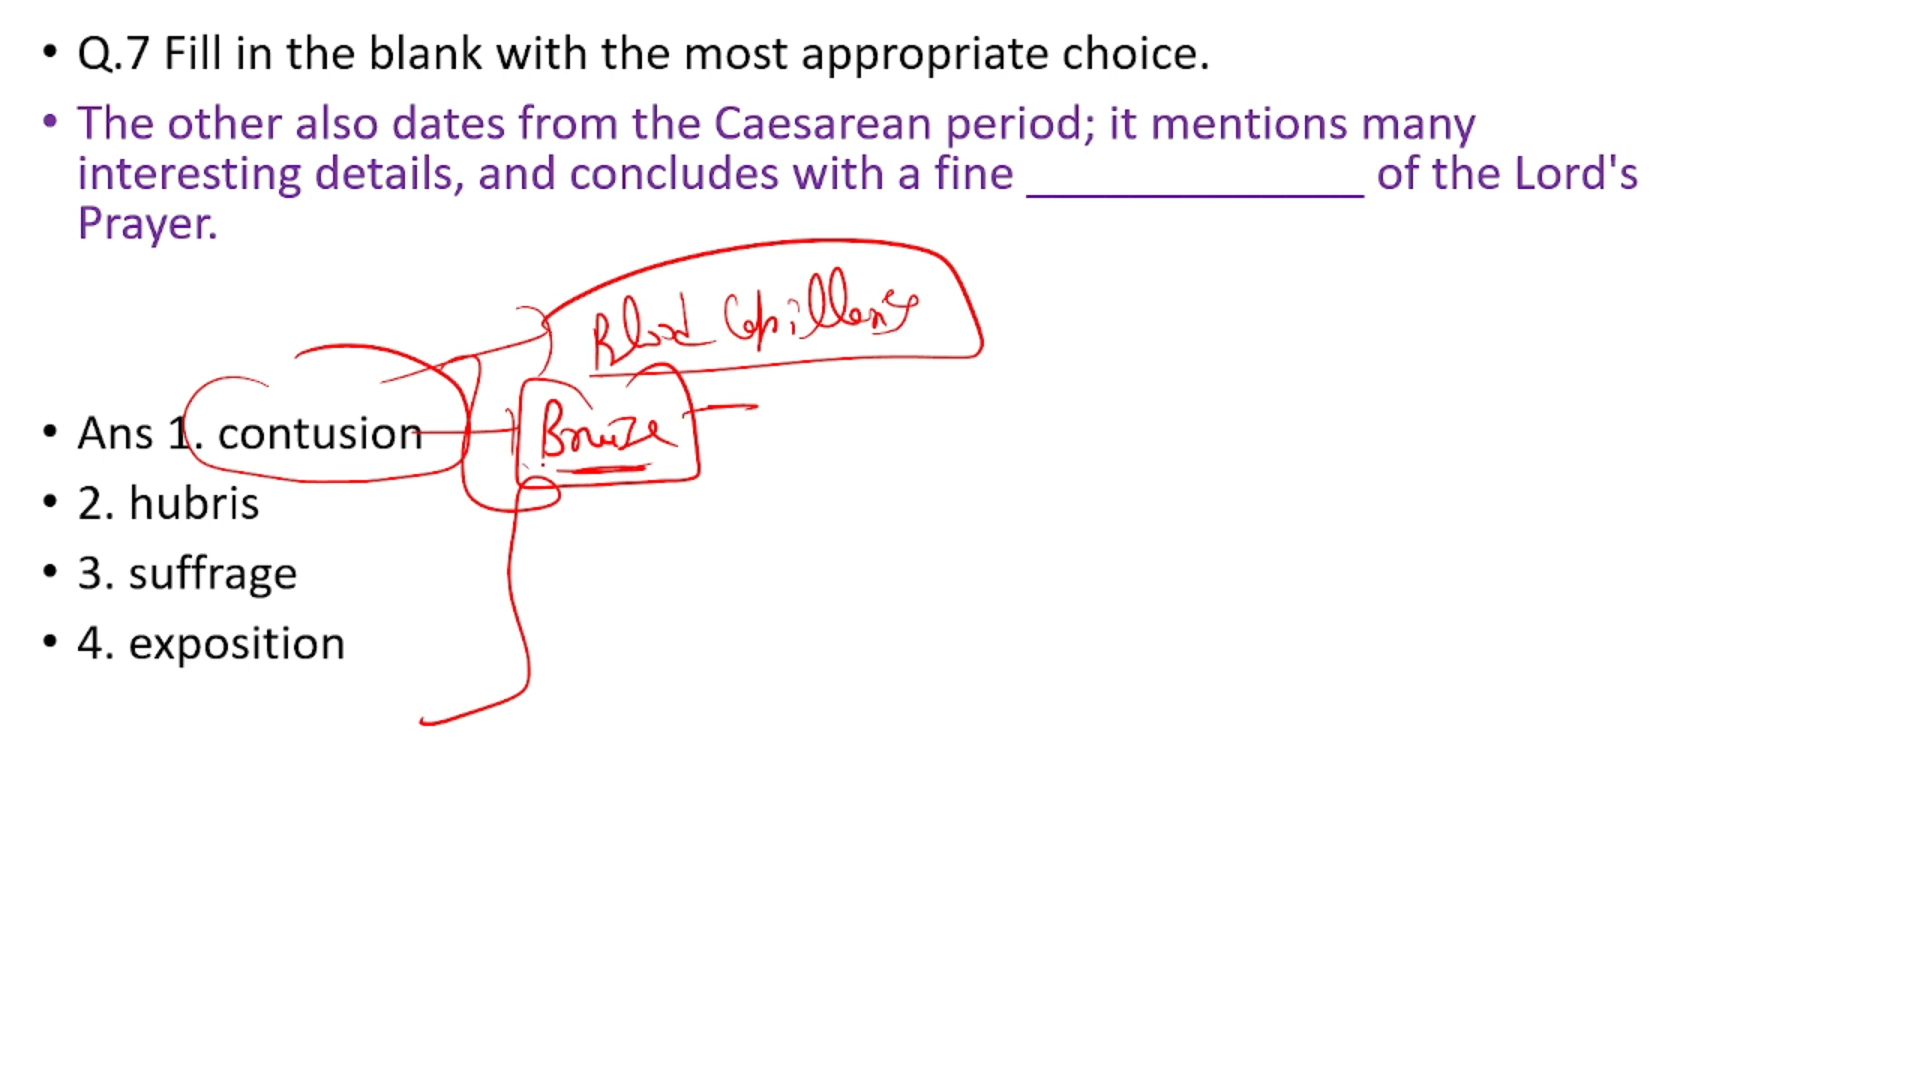 • Q.7 Fill in the blank with the most appropriate choice.
• The other also dates from the Caesarean period; it mentions many
interesting details, and concludes with a fine ______________ of the Lord's
Prayer.
Blood Capillary
• Ans 1. contusion
Bruize
• 2. hubris
• 3. suffrage
• 4. exposition